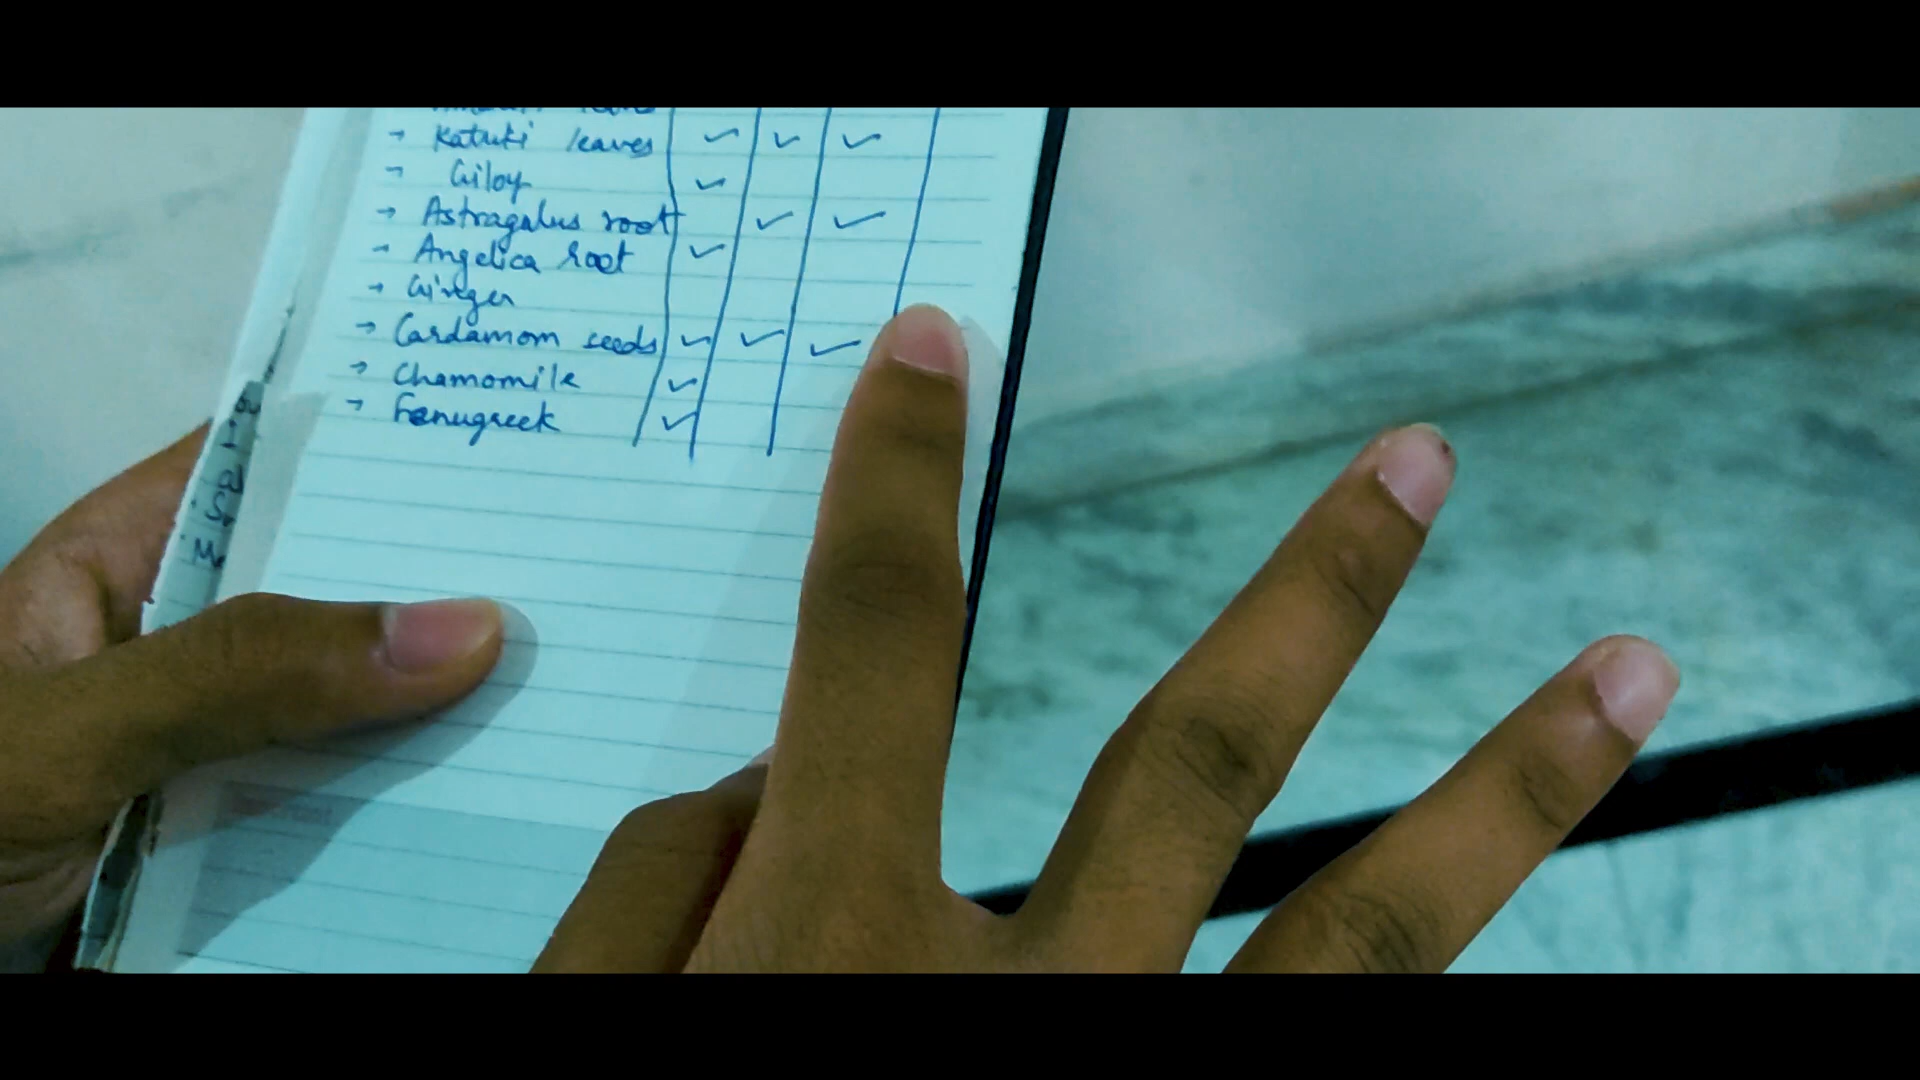 → Katuki leaves ✓ ✓ ✓
→ Giloy ✓
→ Astragalus root ✓ ✓
→ Angelica root ✓
→ Ginger
→ Cardamom seeds ✓ ✓ ✓
→ Chamomile ✓
→ Fenugreek ✓